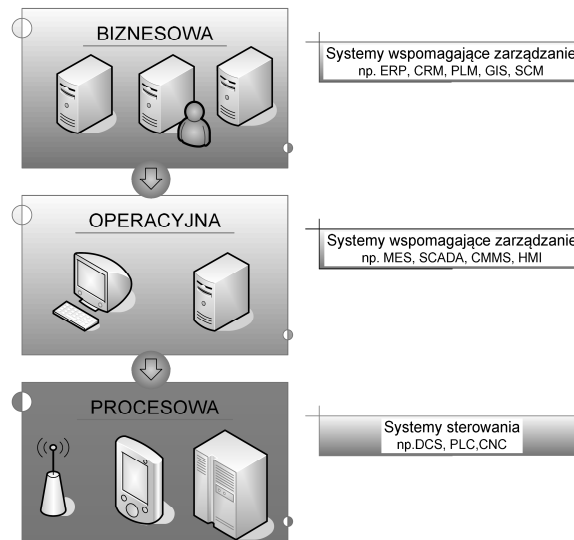 BIZNESOWA
Systemy wspomagające zarządzanie
np. ERP, CRM, PLM, GIS, SCM
OPERACYJNA
Systemy wspomagające zarządzanie
np. MES, SCADA, CMMS, HMI
PROCESOWA
Systemy sterowania
np.DCS, PLC,CNC